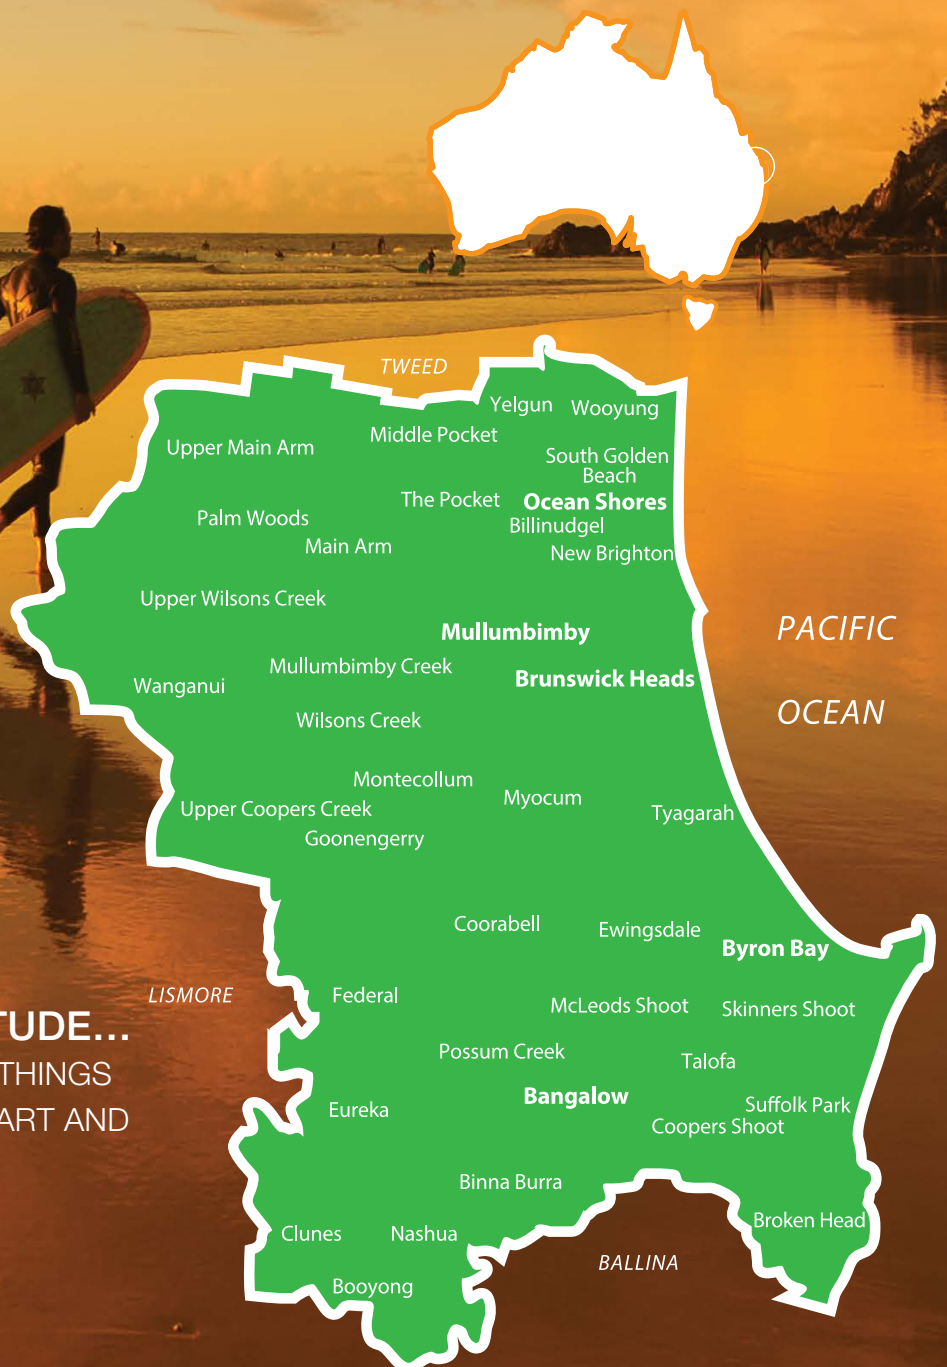 TWEED
Yelgun
Wooyung
Middle Pocket
Upper Main Arm
South Golden
Beach
The Pocket
Ocean Shores
Palm Woods
Billinudgel
Main Arm
New Brighton
Upper Wilsons Creek
Mullumbimby
PACIFIC
Mullumbimby Creek
Brunswick Heads
Wanganui
OCEAN
Wilsons Creek
Montecollum
Myocum
Upper Coopers Creek
Tyagarah
Goonengerry
Coorabell
Ewingsdale
Byron Bay
LISMORE
Federal
McLeods Shoot
Skinners Shoot
TUDE...
Possum Creek
Talofa
THINGS
Bangalow
Suffolk Park
Eureka
ART AND
Coopers Shoot
Binna Burra
Broken Head
Clunes
Nashua
BALLINA
Booyong